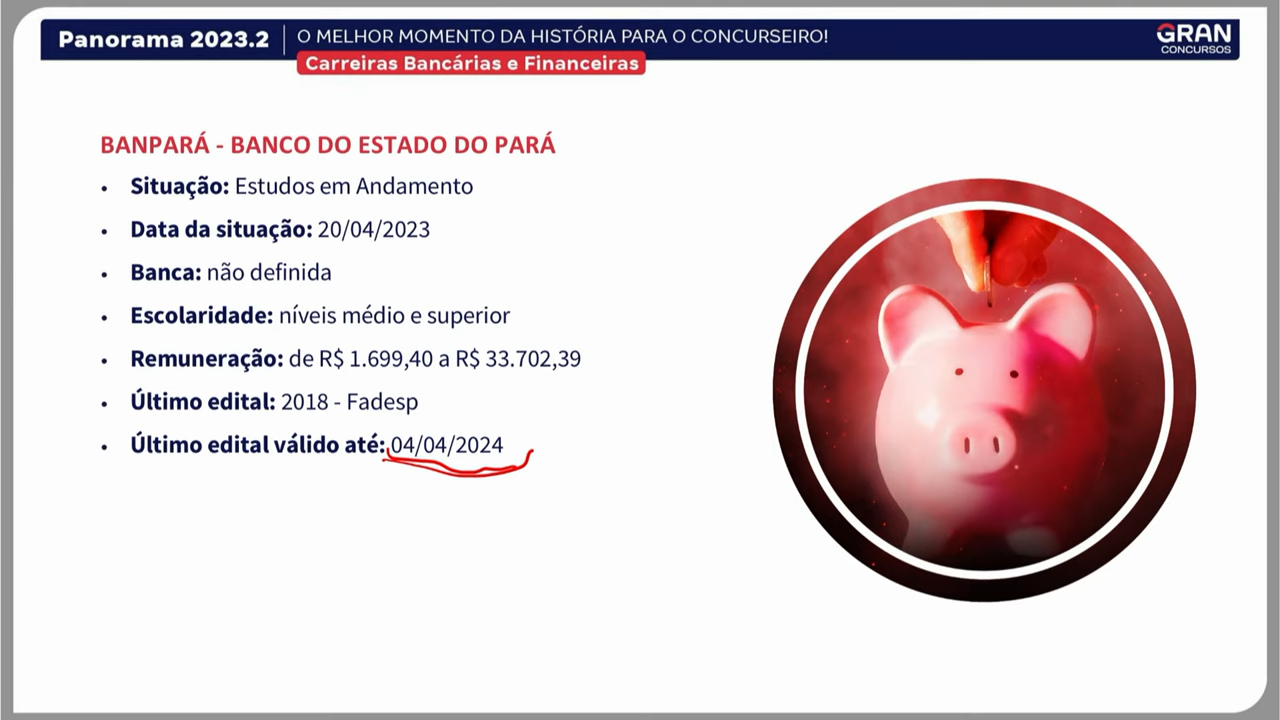 Panorama 2023.2
O MELHOR MOMENTO DA HISTÓRIA PARA O CONCURSEIRO!
Carreiras Bancárias e Financeiras
GRAN
CONCURSOS
BANPARÁ - BANCO DO ESTADO DO PARÁ
• Situação: Estudos em Andamento
• Data da situação: 20/04/2023
• Banca: não definida
• Escolaridade: níveis médio e superior
• Remuneração: de R$ 1.699,40 a R$ 33.702,39
• Último edital: 2018 - Fadesp
• Último edital válido até: 04/04/2024